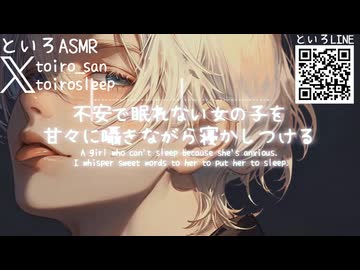 といろASMR
といろLINE
X toiro_san
toirosleep
不安で眠れない女の子を
甘々に囁きながら寝かしつける
A girl who can't sleep because she's anxious.
I whisper sweet words to her to put her to sleep.